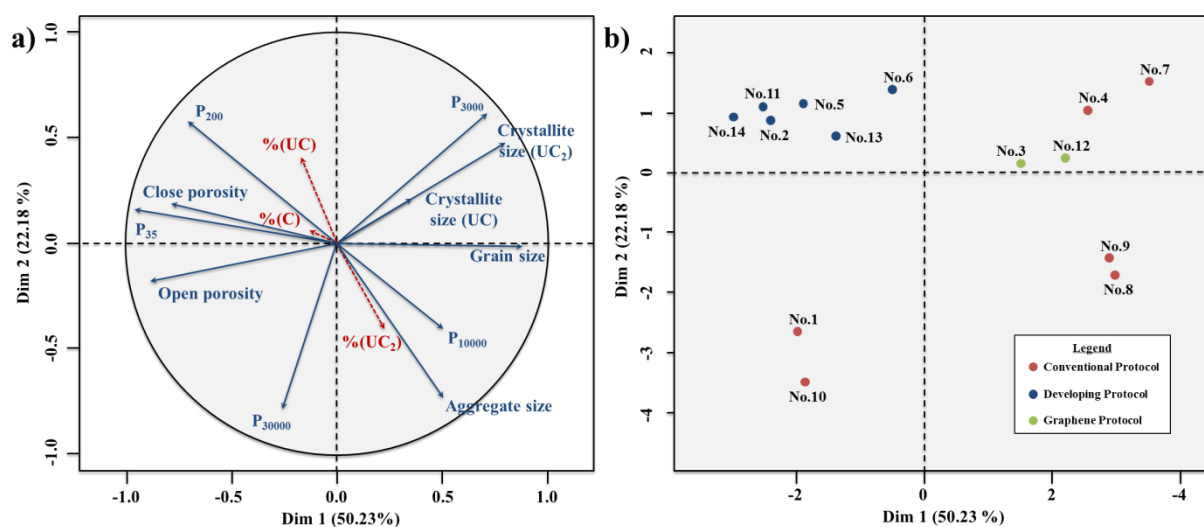 a)
1.0
0.5
0.0
-0.5
-1.0
Dim 2 (22.18 %)
P3000
P200
Crystallite
size (UC2)
%(UC)
Close porosity
%(C)
Crystallite
size (UC)
P35
Grain size
Open porosity
%(UC2)
P10000
Aggregate size
P30000
-1.0
-0.5
0.0
0.5
1.0
Dim 1 (50.23%)
b)
2
1
0
-1
-2
-3
-4
Dim 2 (22.18 %)
No.7
No.6
No.4
No.11
No.5
No.14
No.2
No.13
No.3
No.12
No.9
No.8
No.1
No.10
Legend
Conventional Protocol
Developing Protocol
Graphene Protocol
-2
0
2
-4
Dim 1 (50.23 %)